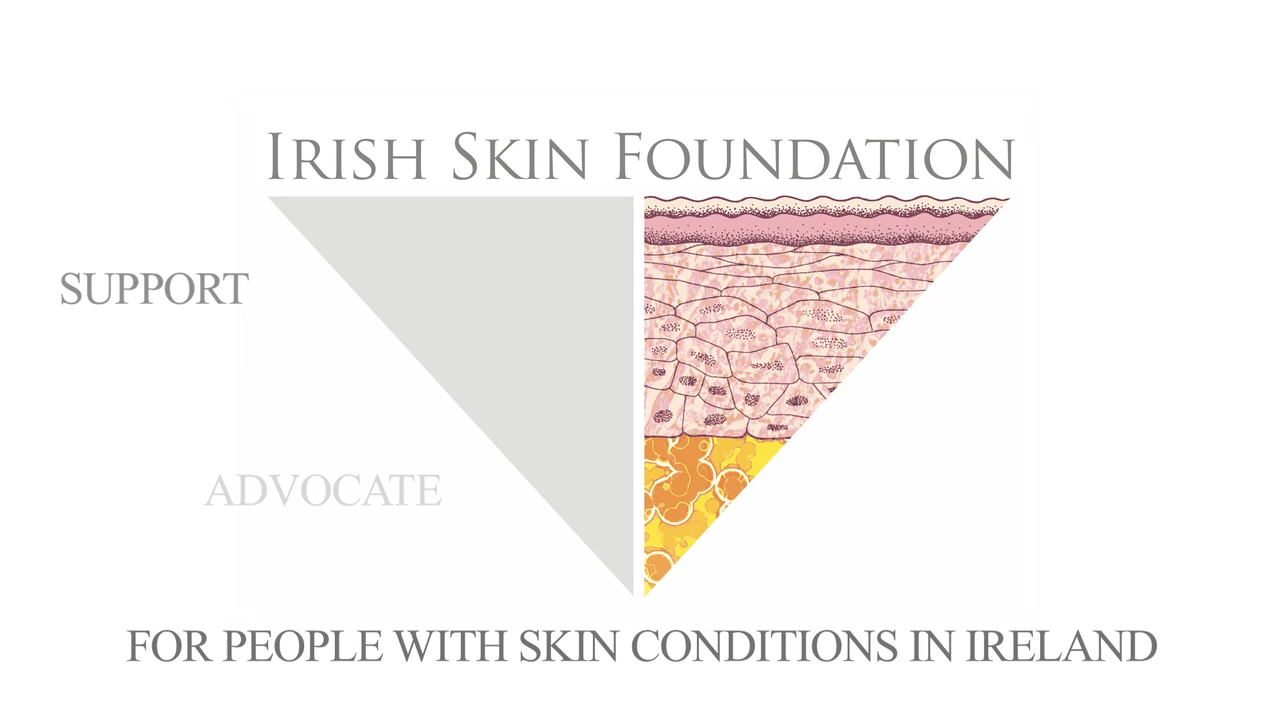 IRISH SKIN FOUNDATION
SUPPORT
ADVOCATE
FOR PEOPLE WITH SKIN CONDITIONS IN IRELAND